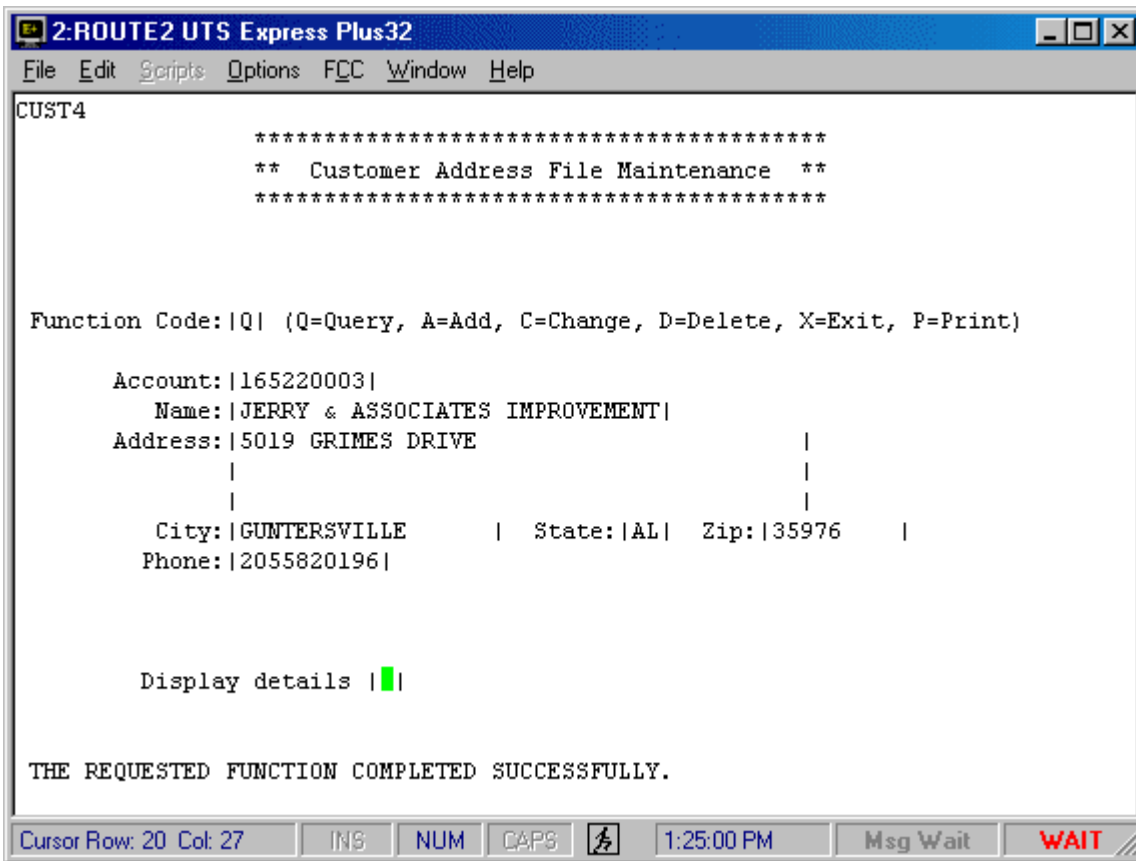 2:ROUTE2 UTS Express Plus32
File Edit Scripts Options FCC Window Help
CUST4
*****************************************
** Customer Address File Maintenance **
*****************************************
Function Code:|Q| (Q=Query, A=Add, C=Change, D=Delete, X=Exit, P=Print)
Account:|165220003|
Name:|JERRY & ASSOCIATES IMPROVEMENT|
Address:|5019 GRIMES DRIVE |
| |
| |
City:|GUNTERSVILLE | State:|AL| Zip:|35976 |
Phone:|2055820196|
Display details | |
THE REQUESTED FUNCTION COMPLETED SUCCESSFULLY.
Cursor Row: 20 Col: 27 INS NUM CAPS 1:25:00 PM Msg Wait WAIT